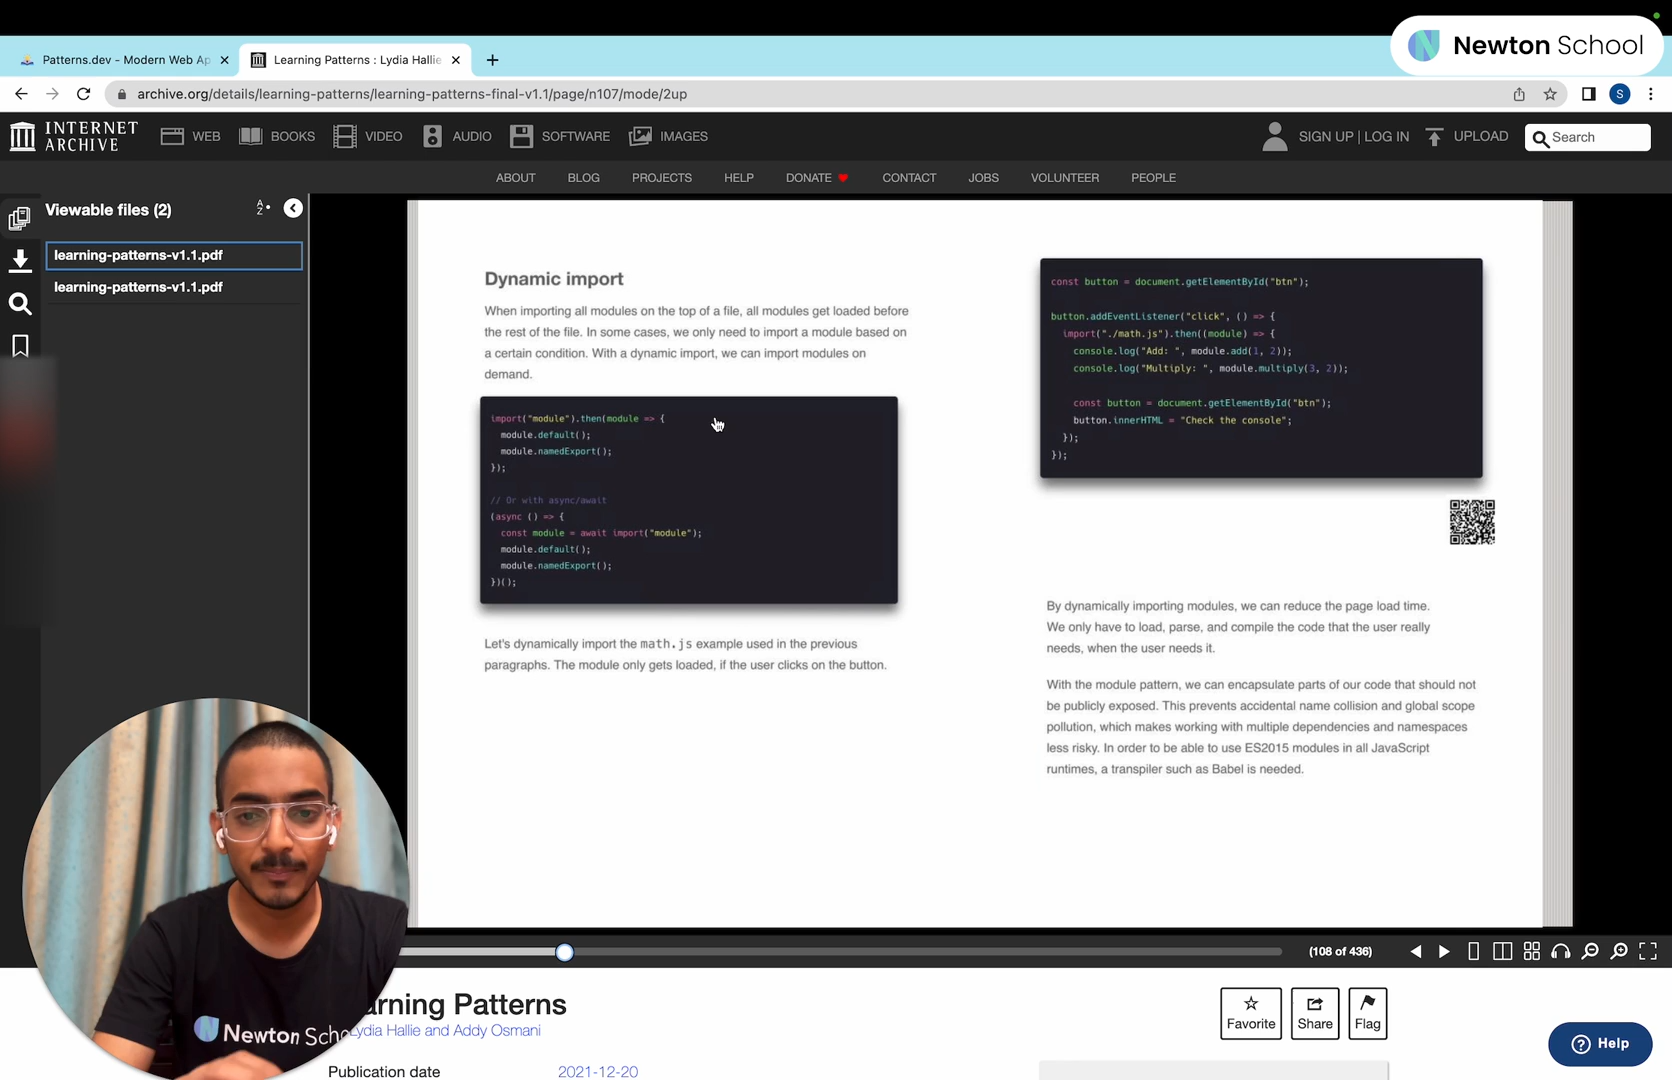 Newton School
Patterns.dev - Modern Web Ap
Learning Patterns : Lydia Hallie
archive.org/details/learning-patterns/learning-patterns-final-v1.1/page/n107/mode/2up
S
INTERNET ARCHIVE
WEB
BOOKS
VIDEO
AUDIO
SOFTWARE
IMAGES
SIGN UP | LOG IN
UPLOAD
Search
ABOUT
BLOG
PROJECTS
HELP
DONATE
CONTACT
JOBS
VOLUNTEER
PEOPLE
Viewable files (2)
A
Z
learning-patterns-v1.1.pdf
learning-patterns-v1.1.pdf
Dynamic import
When importing all modules on the top of a file, all modules get loaded before
the rest of the file. In some cases, we only need to import a module based on
a certain condition. With a dynamic import, we can import modules on
demand.
import("module").then(module => {
module.default();
module.namedExport();
});
// Or with async/await
(async () => {
const module = await import("module");
module.default();
module.namedExport();
})();
Let's dynamically import the math.js example used in the previous
paragraphs. The module only gets loaded, if the user clicks on the button.
const button = document.getElementById("btn");
button.addEventListener("click", () => {
import("./math.js").then((module) => {
console.log("Add: ", module.add(1, 2));
console.log("Multiply: ", module.multiply(3, 2));
const button = document.getElementById("btn");
button.innerHTML = "Check the console";
});
});
By dynamically importing modules, we can reduce the page load time.
We only have to load, parse, and compile the code that the user really
needs, when the user needs it.
With the module pattern, we can encapsulate parts of our code that should not
be publicly exposed. This prevents accidental name collision and global scope
pollution, which makes working with multiple dependencies and namespaces
less risky. In order to be able to use ES2015 modules in all JavaScript
runtimes, a transpiler such as Babel is needed.
(108 of 436)
arning Patterns
Lydia Hallie and Addy Osmani
Publication date 2021-12-20
Favorite
Share
Flag
Help
Newton Scho